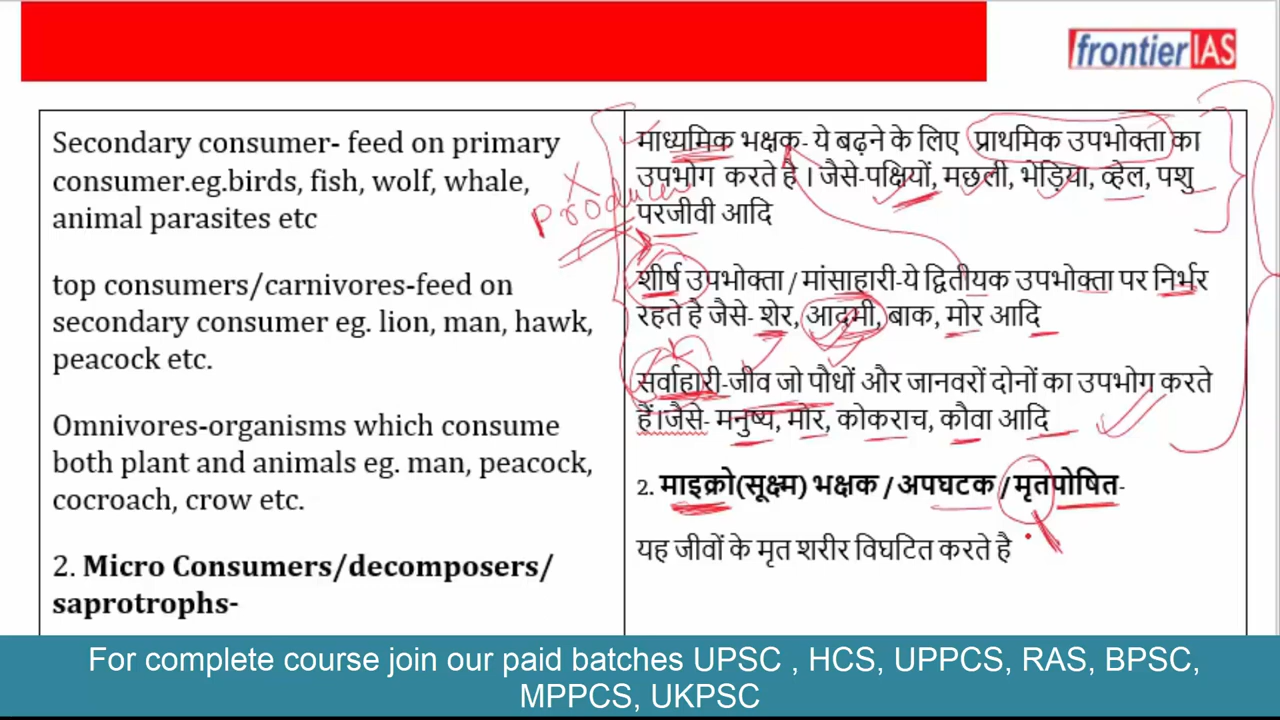 frontier IAS
Secondary consumer- feed on primary
consumer.eg.birds, fish, wolf, whale,
animal parasites etc
top consumers/carnivores-feed on
secondary consumer eg. lion, man, hawk,
peacock etc.
Omnivores-organisms which consume
both plant and animals eg. man, peacock,
cocroach, crow etc.
2. Micro Consumers/decomposers/
saprotrophs-
Producer
माध्यमिक भक्षक- ये बढ़ने के लिए प्राथमिक उपभोक्ता का
उपभोग करते है । जैसे-पक्षियों, मछली, भेड़िया, व्हेल, पशु
परजीवी आदि
शीर्ष उपभोक्ता / मांसाहारी-ये द्वितीयक उपभोक्ता पर निर्भर
रहते है जैसे- शेर, आदमी, बाक, मोर आदि
सर्वाहारी-जीव जो पौधों और जानवरों दोनों का उपभोग करते
हैं।जैसे- मनुष्य, मोर, कोकराच, कौवा आदि
2. माइक्रो(सूक्ष्म) भक्षक / अपघटक / मृतपोषित-
यह जीवों के मृत शरीर विघटित करते है
For complete course join our paid batches UPSC , HCS, UPPCS, RAS, BPSC,
MPPCS, UKPSC